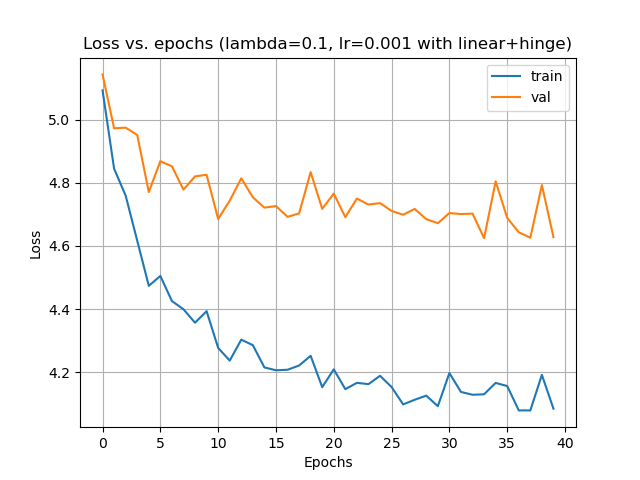 Loss vs. epochs (lambda=0.1, lr=0.001 with linear+hinge)
train
val
5.0
4.8
4.6
4.4
4.2
Loss
0 5 10 15 20 25 30 35 40
Epochs